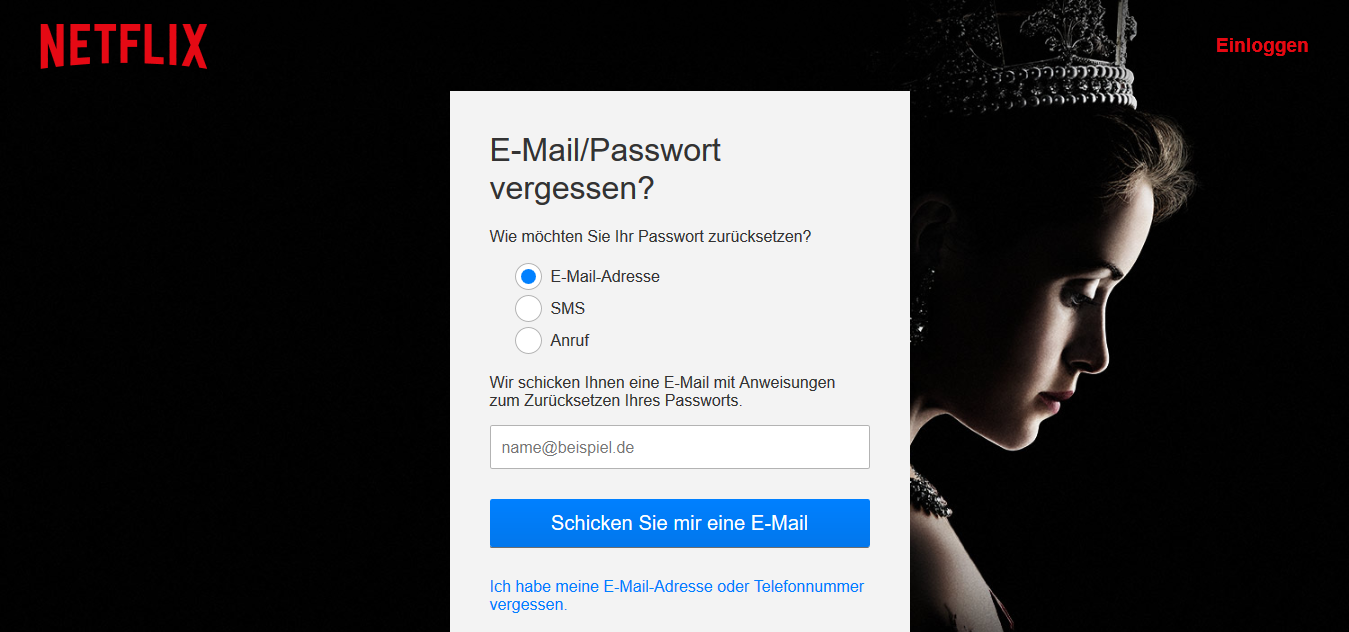 NETFLIX
Einloggen
E-Mail/Passwort
vergessen?
Wie möchten Sie Ihr Passwort zurücksetzen?
E-Mail-Adresse
SMS
Anruf
Wir schicken Ihnen eine E-Mail mit Anweisungen
zum Zurücksetzen Ihres Passworts.
name@beispiel.de
Schicken Sie mir eine E-Mail
Ich habe meine E-Mail-Adresse oder Telefonnummer
vergessen.